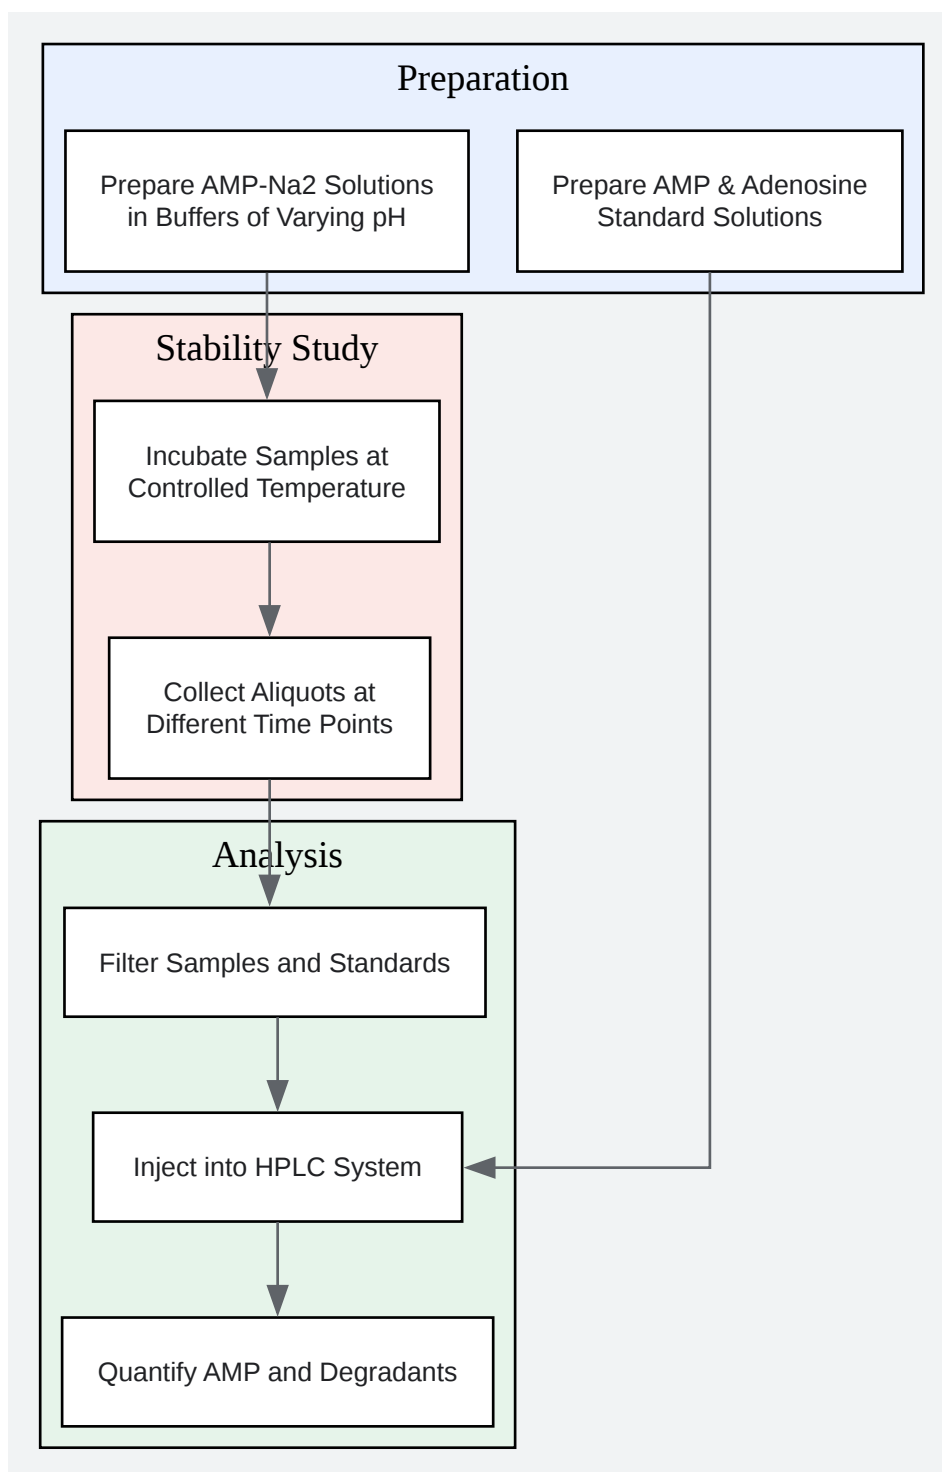 Preparation
Prepare AMP-Na2 Solutions
in Buffers of Varying pH
Prepare AMP & Adenosine
Standard Solutions
Stability Study
Incubate Samples at
Controlled Temperature
Collect Aliquots at
Different Time Points
Analysis
Filter Samples and Standards
Inject into HPLC System
Quantify AMP and Degradants